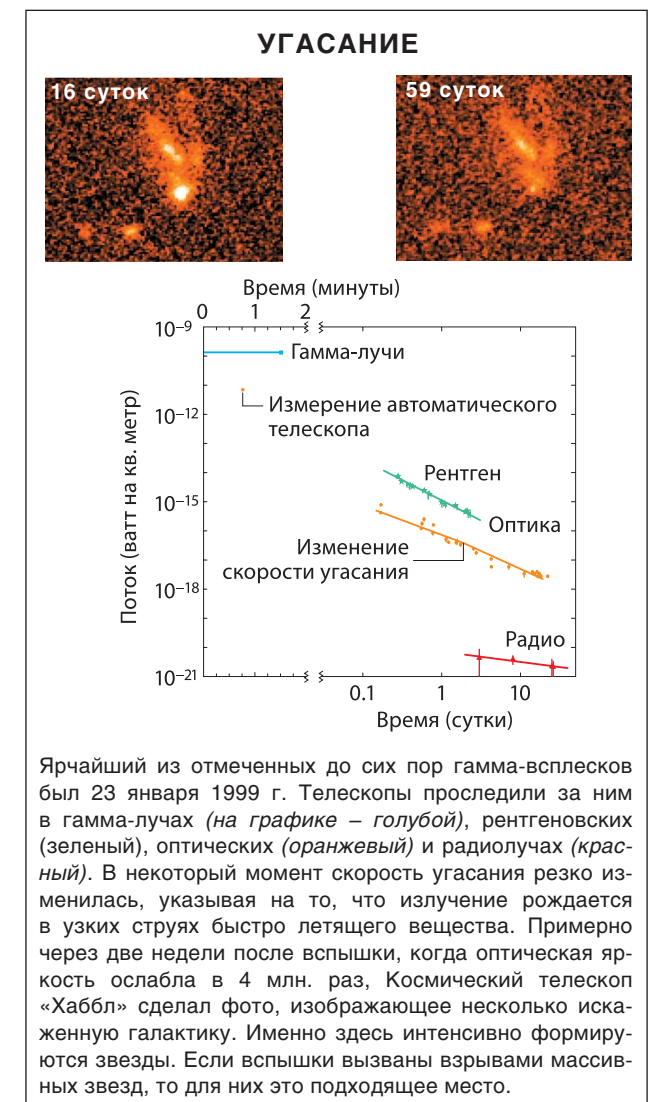 УГАСАНИЕ
16 суток
59 суток
Время (минуты)
0 1 2
10⁻⁹
Гамма-лучи
10⁻¹²
Измерение автоматического
телескопа
Рентген
10⁻¹⁵
Оптика
Изменение
скорости угасания
10⁻¹⁸
Радио
10⁻²¹
Поток (ватт на кв. метр)
0.1 1 10
Время (сутки)
Ярчайший из отмеченных до сих пор гамма-всплесков
был 23 января 1999 г. Телескопы проследили за ним
в гамма-лучах (на графике – голубой), рентгеновских
(зеленый), оптических (оранжевый) и радиолучах (крас-
ный). В некоторый момент скорость угасания резко из-
менилась, указывая на то, что излучение рождается
в узких струях быстро летящего вещества. Примерно
через две недели после вспышки, когда оптическая яр-
кость ослабла в 4 млн. раз, Космический телескоп
«Хаббл» сделал фото, изображающее несколько иска-
женную галактику. Именно здесь интенсивно формиру-
ются звезды. Если вспышки вызваны взрывами массив-
ных звезд, то для них это подходящее место.